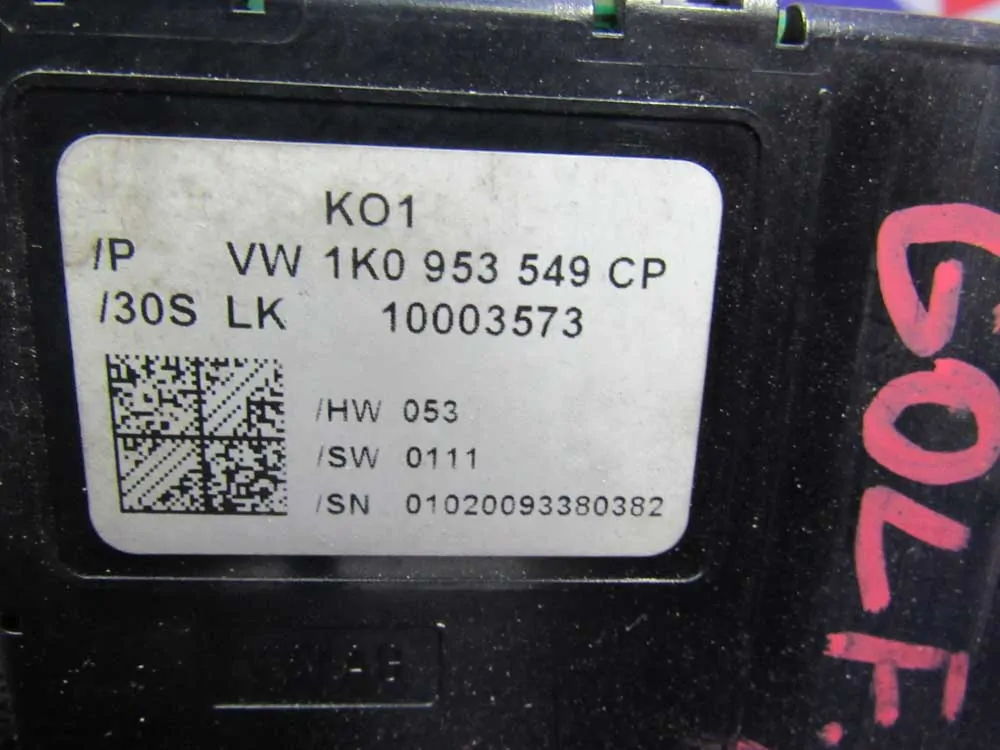 KO1
/P VW 1K0 953 549 CP
/30S LK 10003573
/HW 053
/SW 0111
/SN 01020093380382
GOLF